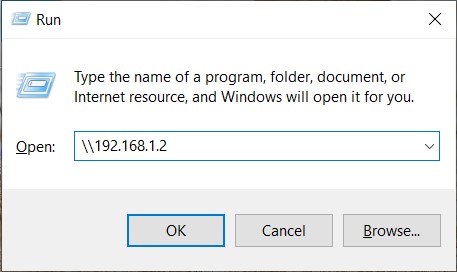 Run
Type the name of a program, folder, document, or
Internet resource, and Windows will open it for you.
Open: \\192.168.1.2
OK Cancel Browse...